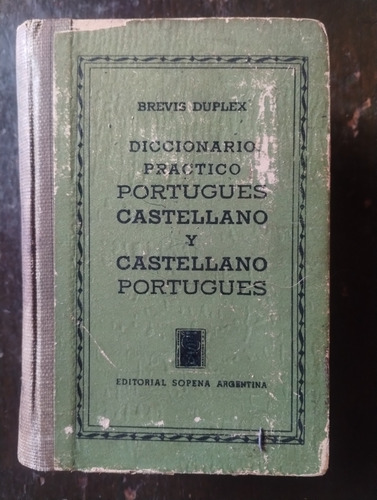 BREVIS DUPLEX
DICCIONARIO
PRACTICO
PORTUGUES
CASTELLANO
Y
CASTELLANO
PORTUGUES
EDITORIAL SOPENA ARGENTINA